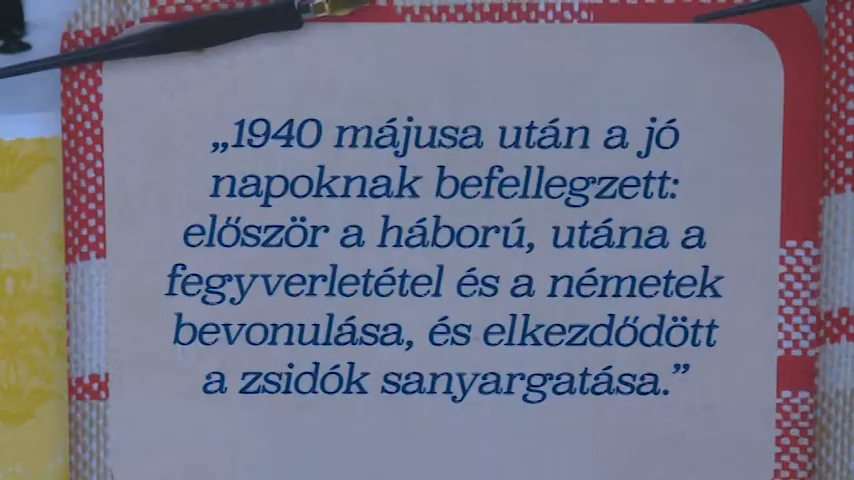 „1940 májusa után a jó
napoknak befellegzett:
először a háború, utána a
fegyverletétel és a németek
bevonulása, és elkezdődött
a zsidók sanyargatása.”